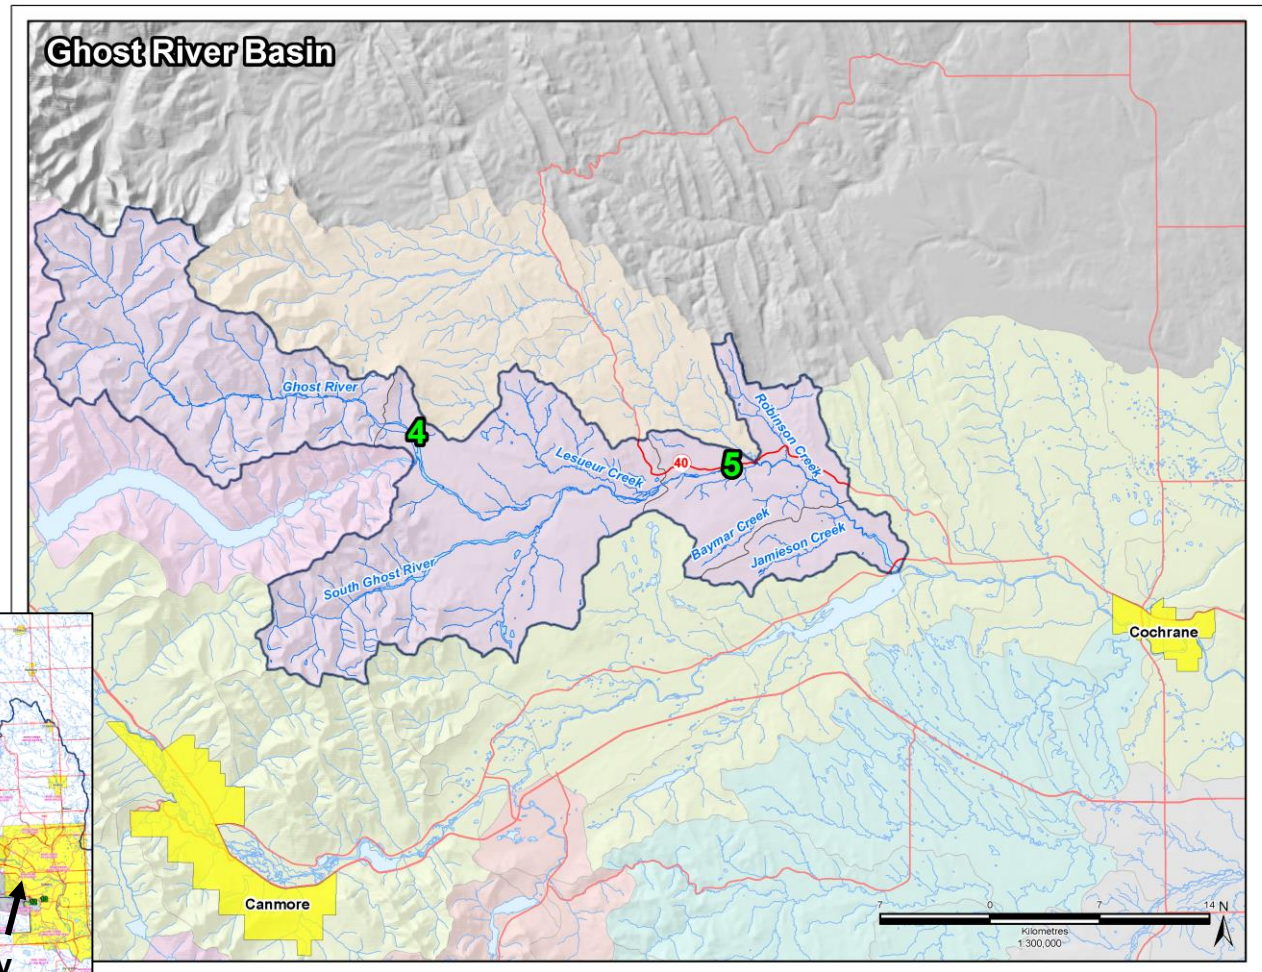 Ghost River Basin
Ghost River
4
Robinson Creek
Lesueur Creek
40
5
Baymar Creek
Jamieson Creek
South Ghost River
Cochrane
Canmore
7 0 7 14 N
Kilometres
1:300,000